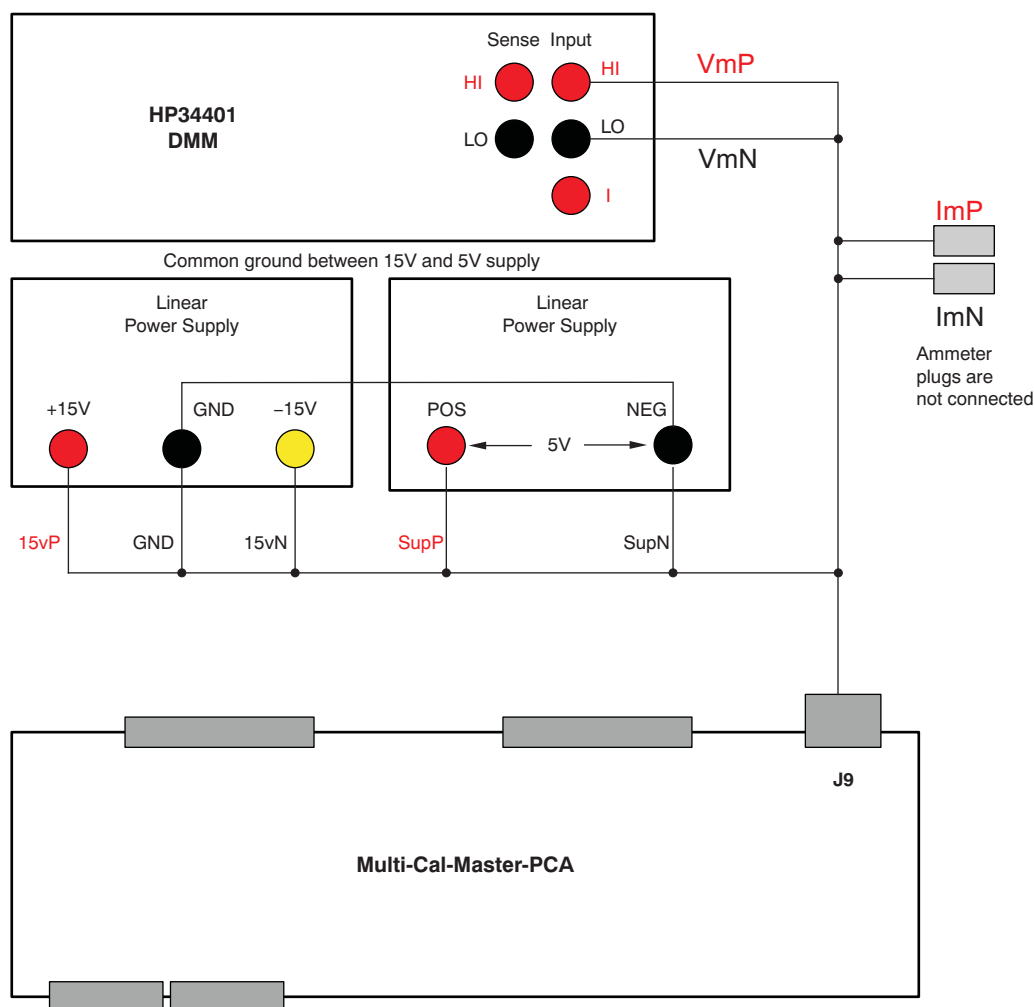 Sense Input
HI
HI
VmP
HP34401
DMM
LO
LO
VmN
I
ImP
ImN
Ammeter
plugs are
not connected
Common ground between 15V and 5V supply
Linear
Power Supply
Linear
Power Supply
+15V
GND
–15V
POS
5V
NEG
15vP
GND
15vN
SupP
SupN
J9
Multi-Cal-Master-PCA